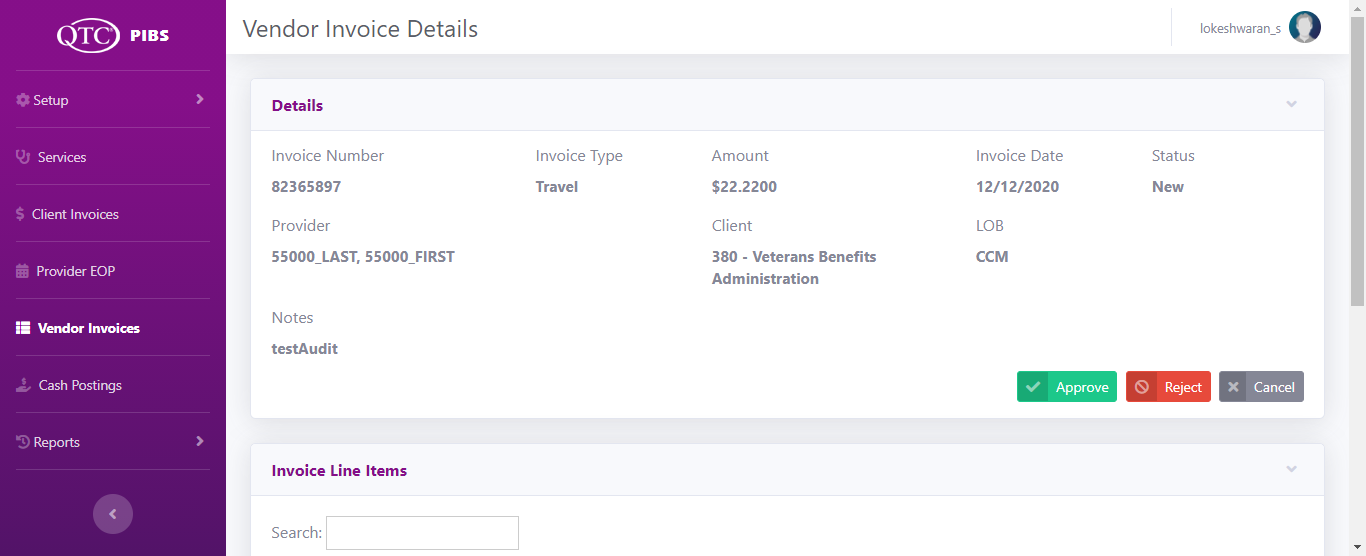 QTC PIBS
Vendor Invoice Details
lokeshwaran_s
Setup
Services
$ Client Invoices
Provider EOP
Vendor Invoices
Cash Postings
Reports
Details
Invoice Number Invoice Type Amount Invoice Date Status
82365897 Travel $22.2200 12/12/2020 New
Provider Client LOB
55000_LAST, 55000_FIRST 380 - Veterans Benefits CCM
Administration
Notes
testAudit
Approve Reject Cancel
Invoice Line Items
Search: